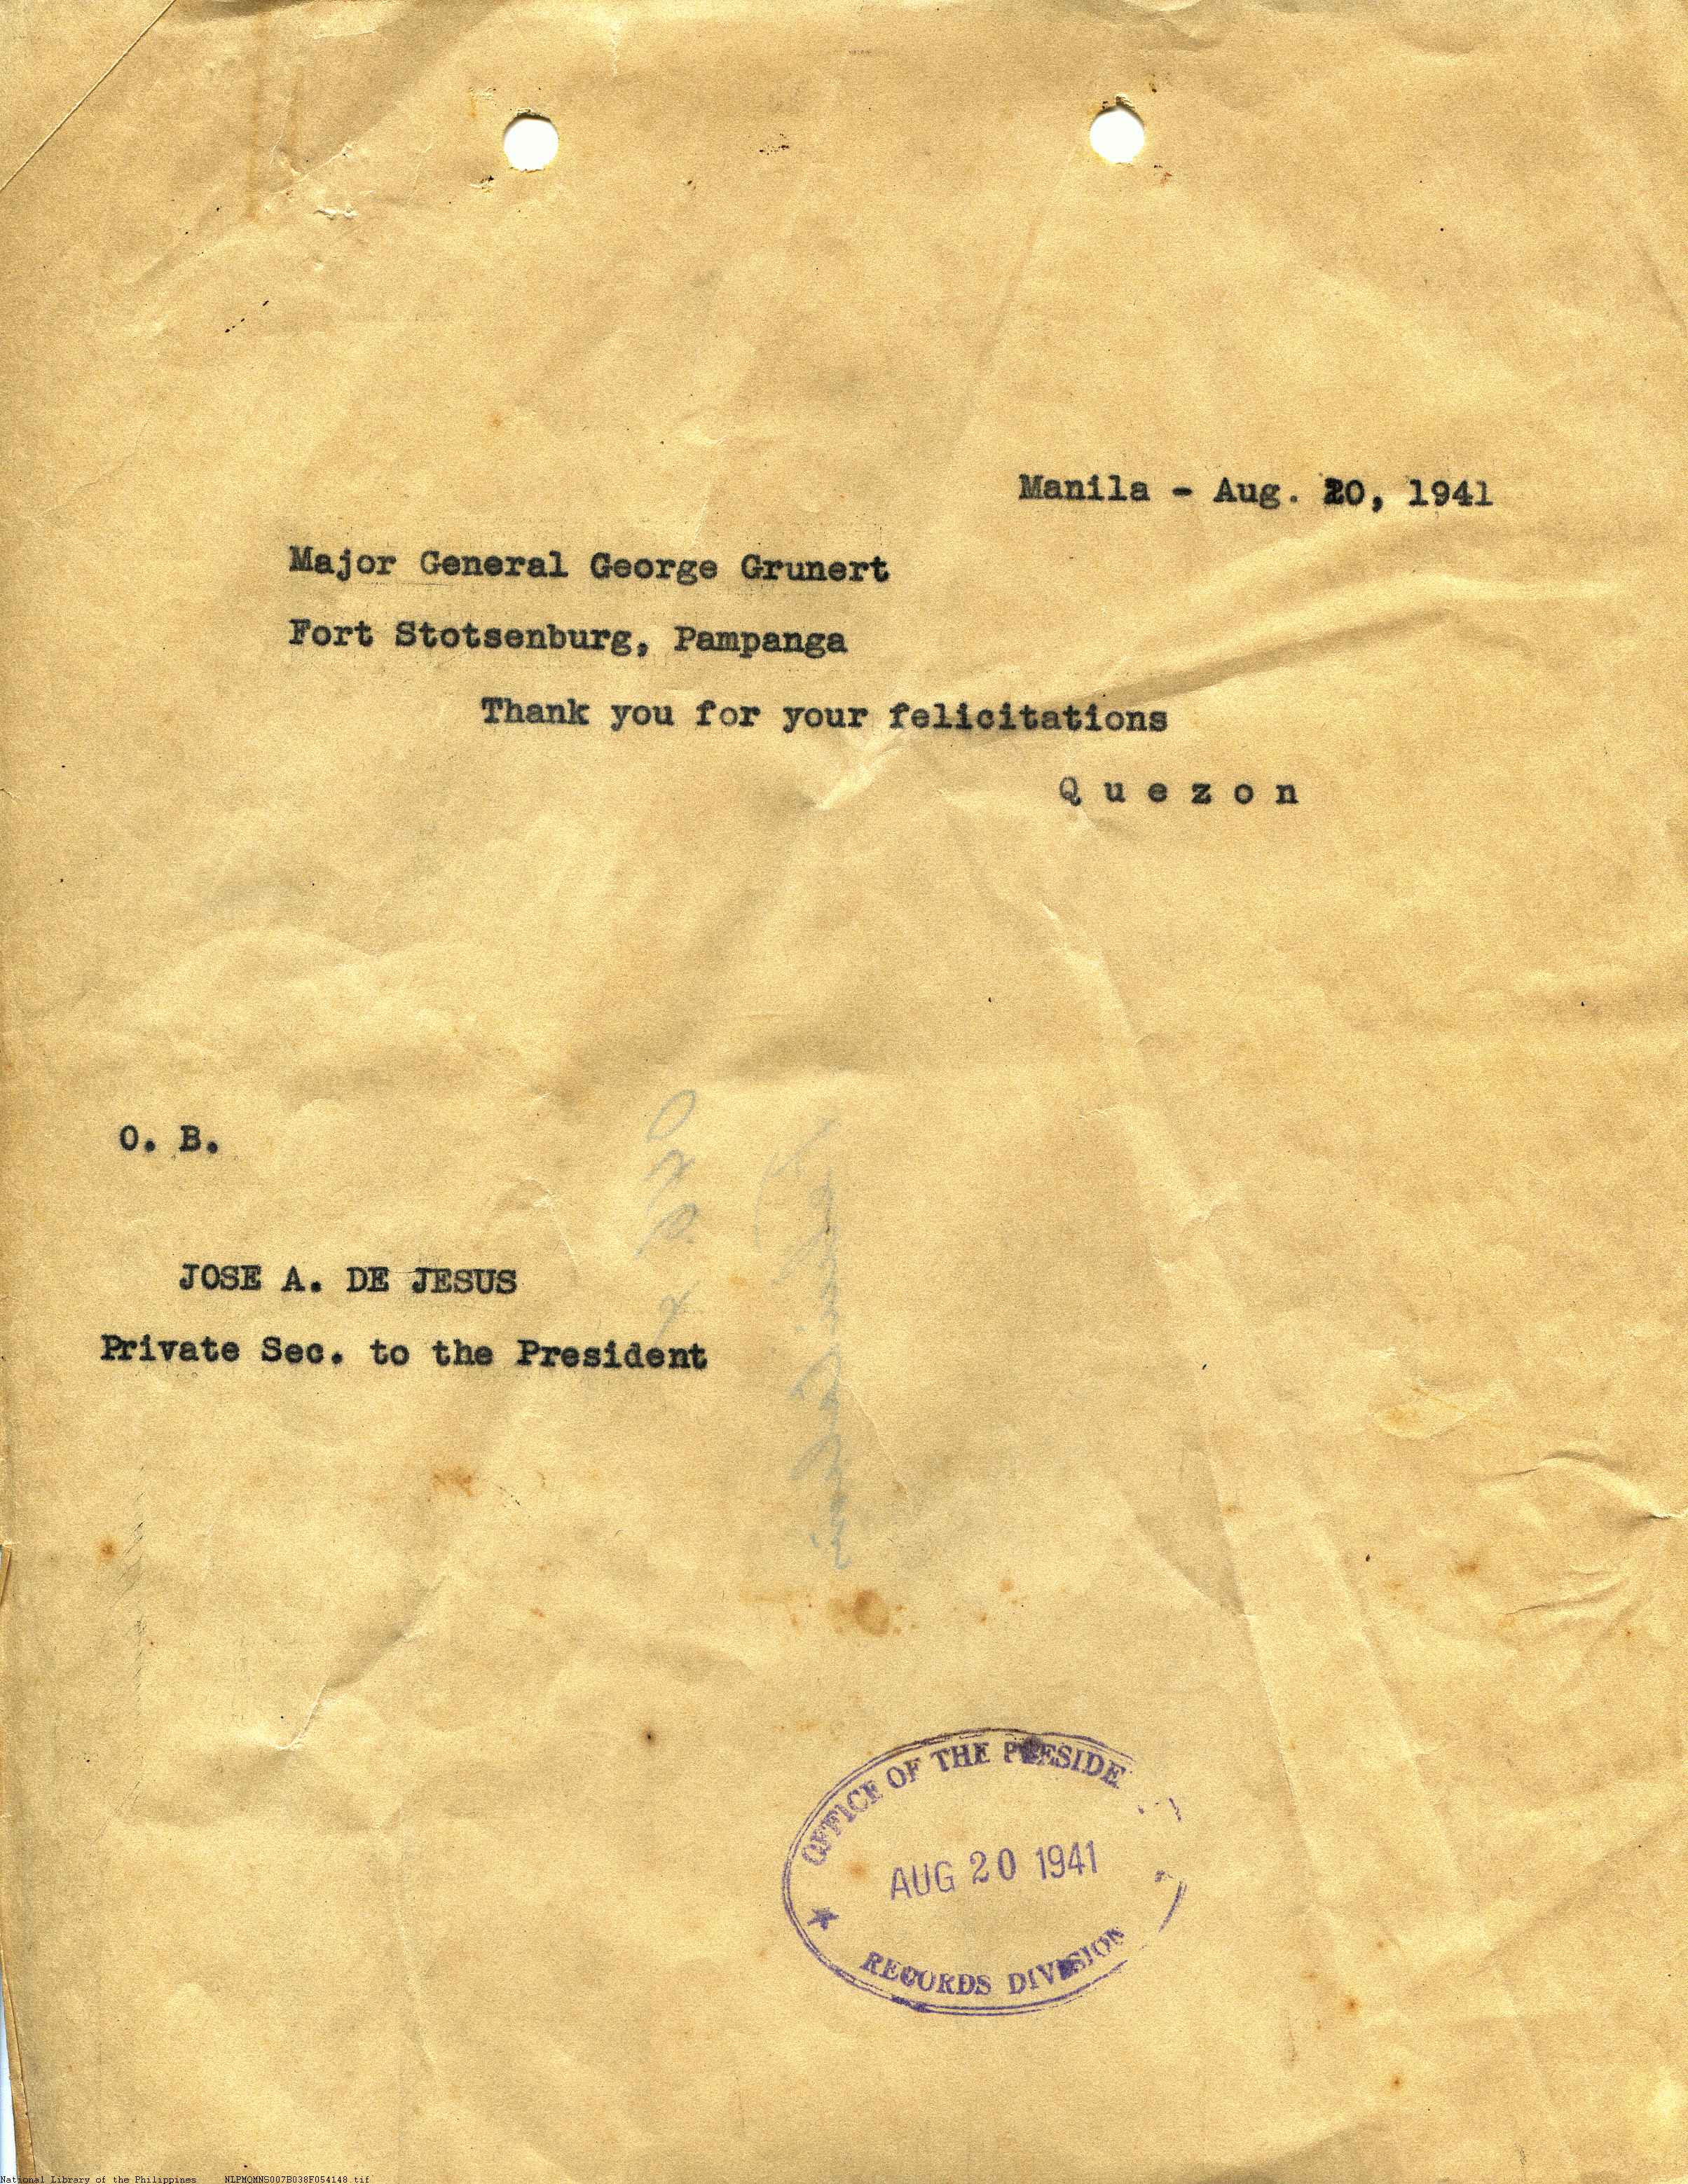 Manila - Aug. 20, 1941
Major General George Grunert
Fort Stotsenburg, Pampanga
Thank you for your felicitations
Q u e z o n
O. B.
JOSE A. DE JESUS
Private Sec. to the President
OFFICE OF THE PRESIDE
AUG 20 1941
RECORDS DIVISION
National Library of the Philippines NLPMQMNS007B038F054148.tif